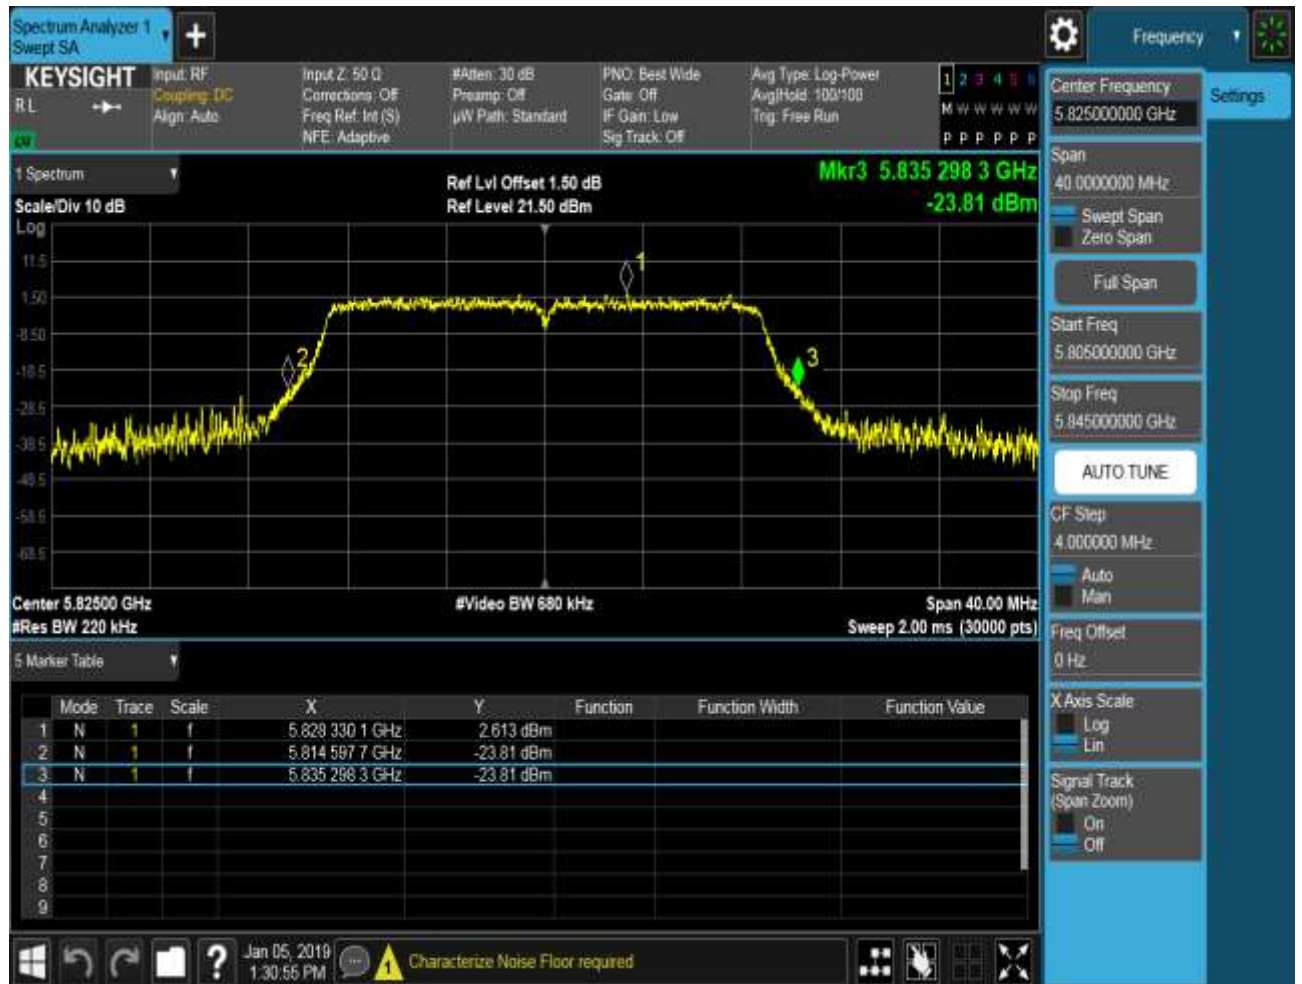 Spectrum Analyzer 1
Swept SA
+
Frequency
KEYSIGHT
RL
Input: RF
Coupling: DC
Align: Auto
Input Z: 50 Ω
Corrections: Off
Freq Ref: Int (S)
NFE: Adaptive
#Atten: 30 dB
Preamp: Off
µW Path: Standard
PNO: Best Wide
Gate: Off
IF Gain: Low
Sig Track: Off
Avg Type: Log-Power
Avg|Hold: 100/100
Trig: Free Run
1 2 3 4 5 6
M W W W W W
P P P P P P
Center Frequency
5.825000000 GHz
Settings
Span
40.0000000 MHz
Swept Span
Zero Span
Full Span
Start Freq
5.805000000 GHz
Stop Freq
5.845000000 GHz
AUTO TUNE
CF Step
4.000000 MHz
Auto
Man
Freq Offset
0 Hz
X Axis Scale
Log
Lin
Signal Track
(Span Zoom)
On
Off
1 Spectrum
Scale/Div 10 dB
Log
Ref Lvl Offset 1.50 dB
Ref Level 21.50 dBm
Mkr3 5.835 298 3 GHz
-23.81 dBm
11.5
1.50
-8.50
-18.5
-28.5
-38.5
-48.5
-58.5
-68.5
1
2
3
Center 5.82500 GHz
#Res BW 220 kHz
#Video BW 680 kHz
Span 40.00 MHz
Sweep 2.00 ms (30000 pts)
5 Marker Table
Mode Trace Scale X Y Function Function Width Function Value
1 N 1 f 5.828 330 1 GHz 2.613 dBm
2 N 1 f 5.814 597 7 GHz -23.81 dBm
3 N 1 f 5.835 298 3 GHz -23.81 dBm
4
5
6
7
8
9
?
Jan 05, 2019
1:30:55 PM
1
Characterize Noise Floor required